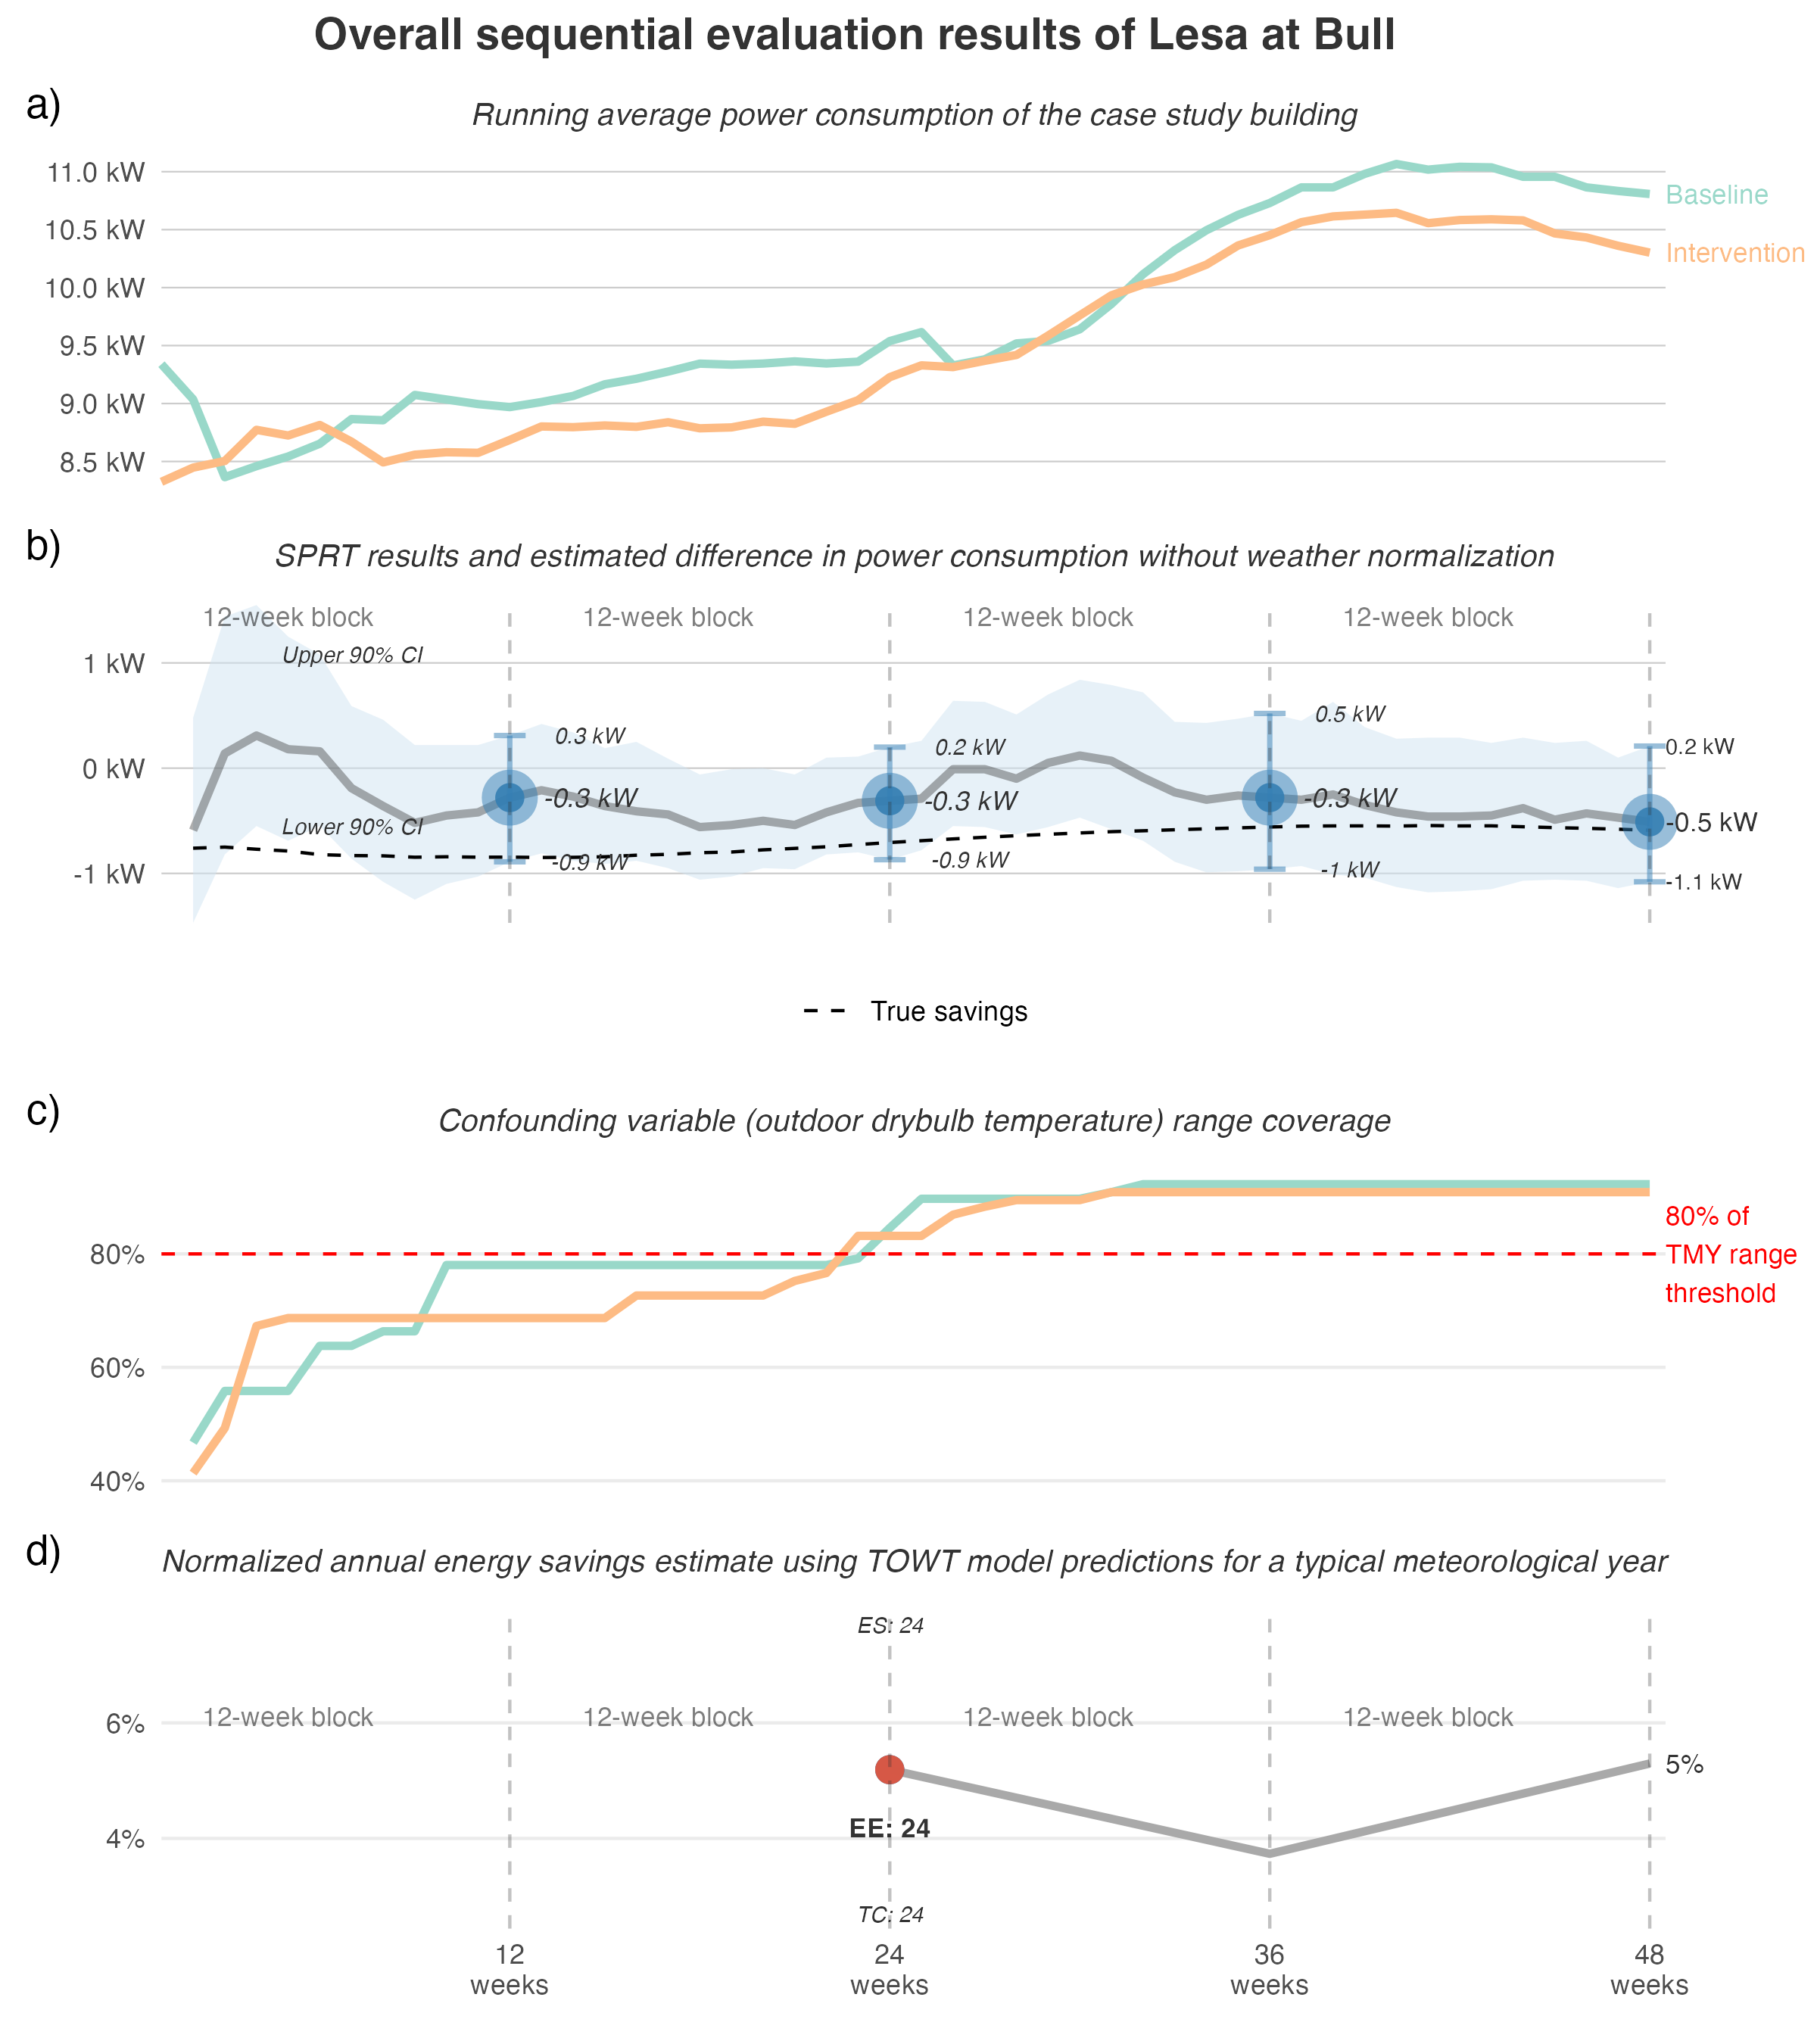 Overall sequential evaluation results of Lesa at Bull
a)
Running average power consumption of the case study building
11.0 kW
10.5 kW
10.0 kW
9.5 kW
9.0 kW
8.5 kW
Baseline
Intervention
b)
SPRT results and estimated difference in power consumption without weather normalization
12-week block
12-week block
12-week block
12-week block
Upper 90% CI
Lower 90% CI
1 kW
0 kW
-1 kW
0.3 kW
-0.3 kW
-0.9 kW
0.2 kW
-0.3 kW
-0.9 kW
0.5 kW
-0.3 kW
-1 kW
0.2 kW
-0.5 kW
-1.1 kW
True savings
c)
Confounding variable (outdoor drybulb temperature) range coverage
80%
60%
40%
80% of
TMY range
threshold
d)
Normalized annual energy savings estimate using TOWT model predictions for a typical meteorological year
ES: 24
12-week block
12-week block
12-week block
12-week block
6%
4%
5%
EE: 24
TC: 24
12
weeks
24
weeks
36
weeks
48
weeks